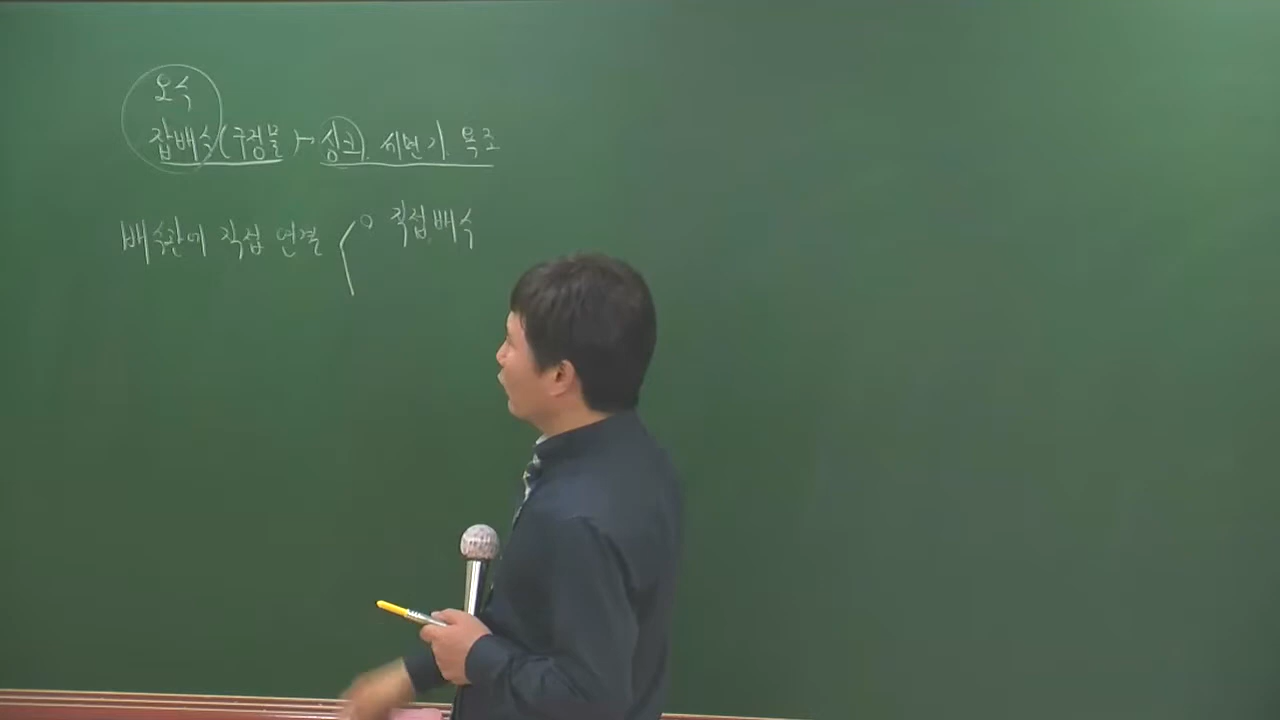 오수
잡배수(구정물) → 싱크, 세면기, 욕조
배수관에 직접 연결 < ○ 직접배수